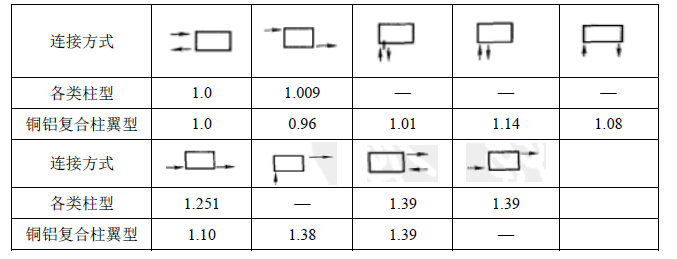 连接方式
各类柱型 1.0 1.009 — — —
铜铝复合柱翼型 1.0 0.96 1.01 1.14 1.08
连接方式
各类柱型 1.251 — 1.39 1.39
铜铝复合柱翼型 1.10 1.38 1.39 —